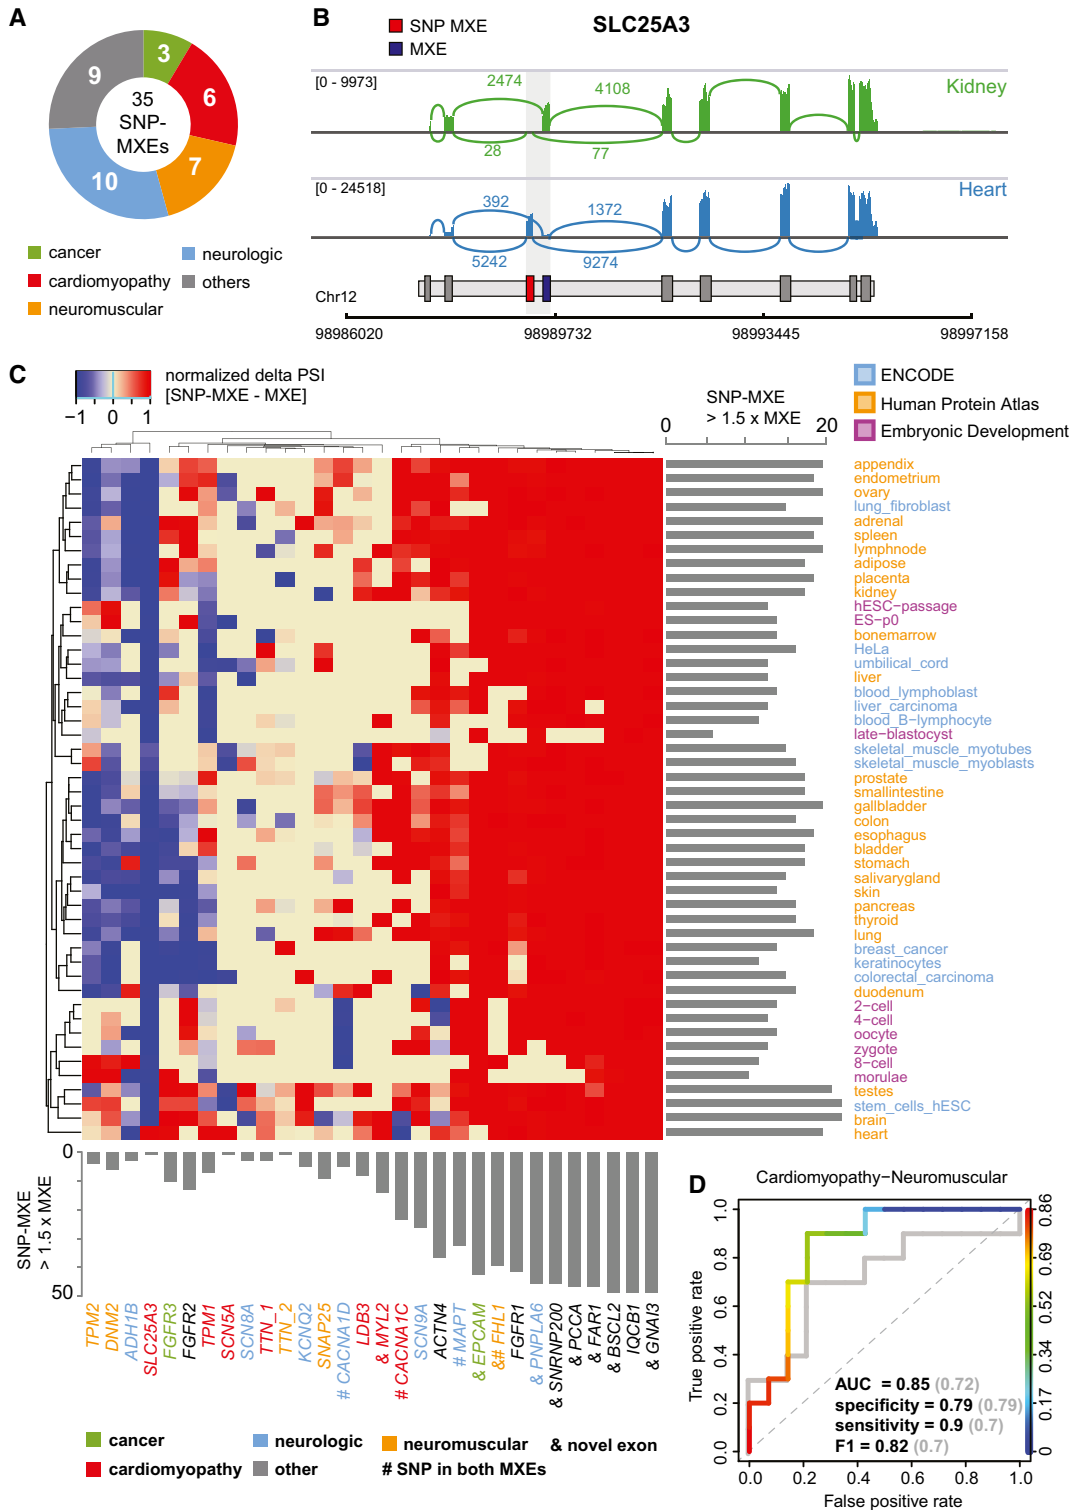 A
3
6
7
10
9
35
SNP-
MXEs
cancer
cardiomyopathy
neuromuscular
neurologic
others
B
SNP MXE
MXE
SLC25A3
[0 - 9973]
Kidney
2474
4108
28
77
[0 - 24518]
Heart
392
1372
5242
9274
Chr12
98986020
98989732
98993445
98997158
C
normalized delta PSI
[SNP-MXE - MXE]
−1 0 1
SNP-MXE
> 1.5 x MXE
0 20
ENCODE
Human Protein Atlas
Embryonic Development
appendix
endometrium
ovary
lung_fibroblast
adrenal
spleen
lymphnode
adipose
placenta
kidney
hESC−passage
ES−p0
bonemarrow
HeLa
umbilical_cord
liver
blood_lymphoblast
liver_carcinoma
blood_B−lymphocyte
late−blastocyst
skeletal_muscle_myotubes
skeletal_muscle_myoblasts
prostate
smallintestine
gallbladder
colon
esophagus
bladder
stomach
salivarygland
skin
pancreas
thyroid
lung
breast_cancer
keratinocytes
colorectal_carcinoma
duodenum
2−cell
4−cell
oocyte
zygote
8−cell
morulae
testes
stem_cells_hESC
brain
heart
SNP-MXE
> 1.5 x MXE
0
50
TPM2
DNM2
ADH1B
SLC25A3
FGFR3
FGFR2
TPM1
SCN5A
SCN8A
TTN_1
TTN_2
KCNQ2
SNAP25
# CACNA1D
LDB3
& MYL2
# CACNA1C
SCN9A
ACTN4
# MAPT
& EPCAM
&# FHL1
FGFR1
& PNPLA6
& SNRNP200
& PCCA
& FAR1
& BSCL2
IQCB1
& GNAI3
cancer
cardiomyopathy
neurologic
other
neuromuscular
# SNP in both MXEs
& novel exon
D
Cardiomyopathy−Neuromuscular
True positive rate
0.0 0.2 0.4 0.6 0.8 1.0
AUC = 0.85 (0.72)
specificity = 0.79 (0.79)
sensitivity = 0.9 (0.7)
F1 = 0.82 (0.7)
0 0.17 0.34 0.52 0.69 0.86
0.0 0.2 0.4 0.6 0.8 1.0
False positive rate